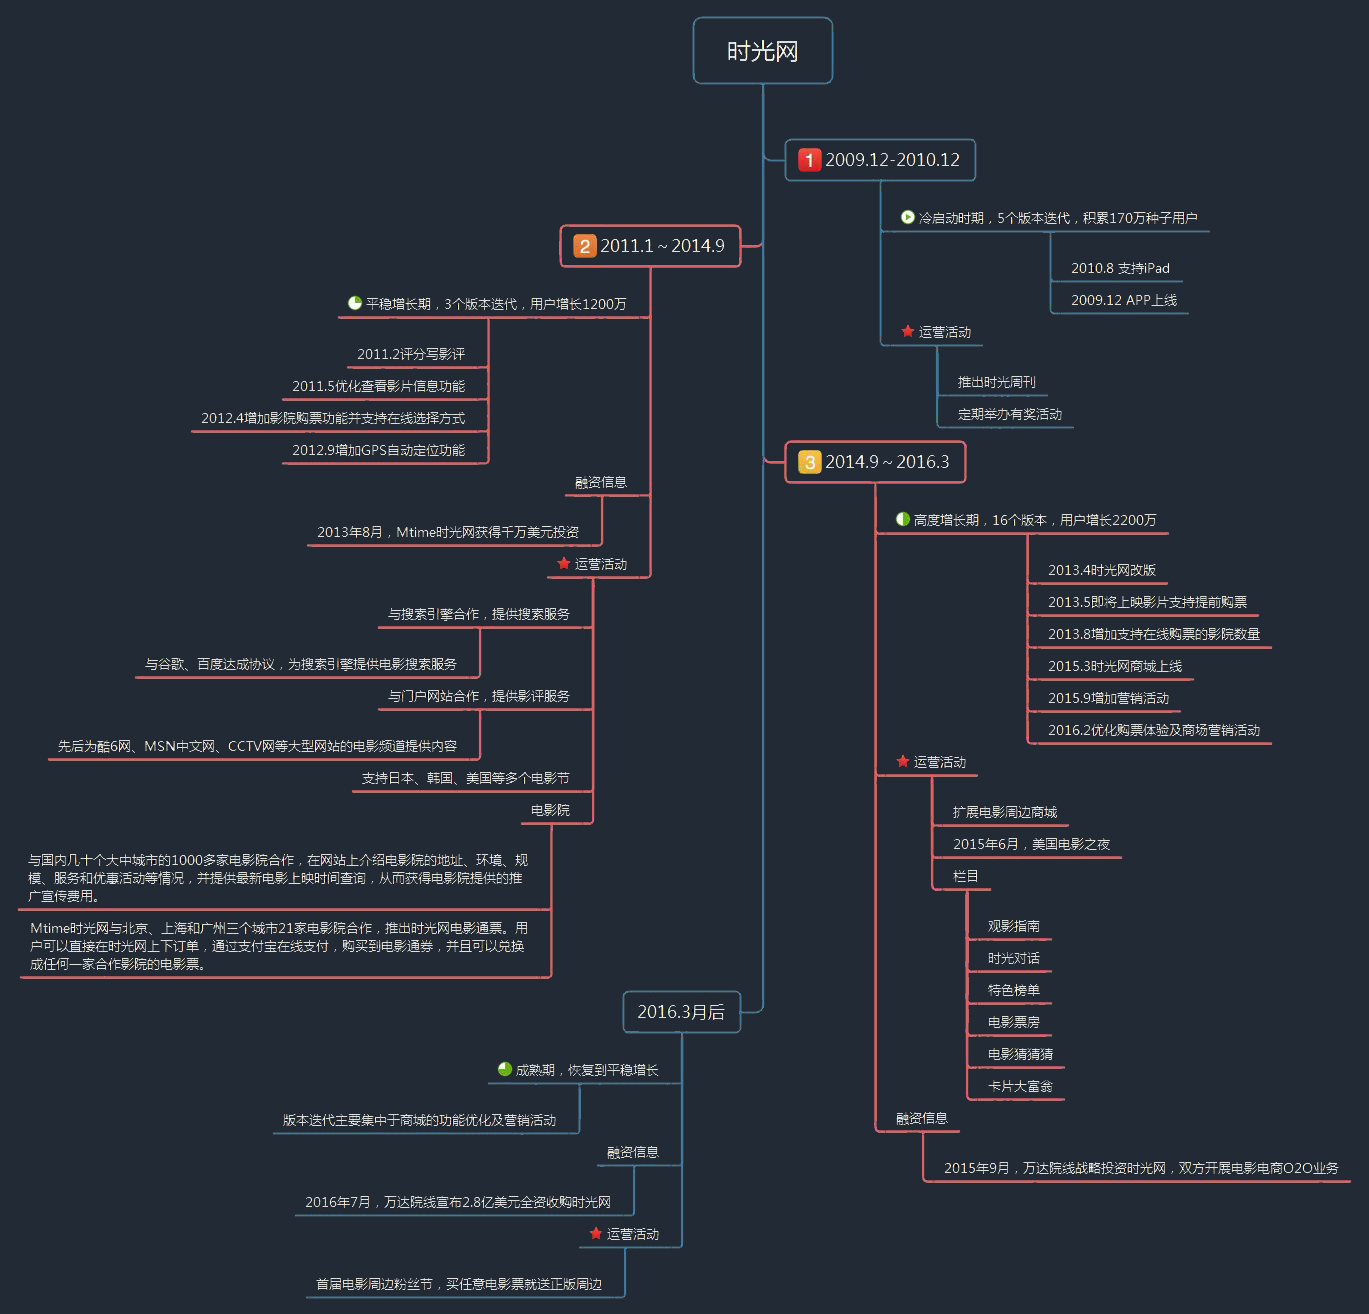 时光网
1 2009.12-2010.12
冷启动时期，5个版本迭代，积累170万种子用户
2010.8 支持iPad
2009.12 APP上线
运营活动
推出时光周刊
定期举办有奖活动
2 2011.1～2014.9
平稳增长期，3个版本迭代，用户增长1200万
2011.2评分写影评
2011.5优化查看影片信息功能
2012.4增加影院购票功能并支持在线选择方式
2012.9增加GPS自动定位功能
融资信息
2013年8月，Mtime时光网获得千万美元投资
运营活动
与搜索引擎合作，提供搜索服务
与谷歌、百度达成协议，为搜索引擎提供电影搜索服务
与门户网站合作，提供影评服务
先后为酷6网、MSN中文网、CCTV网等大型网站的电影频道提供内容
支持日本、韩国、美国等多个电影节
电影院
与国内几十个大中城市的1000多家电影院合作，在网站上介绍电影院的地址、环境、规
模、服务和优惠活动等情况，并提供最新电影上映时间查询，从而获得电影院提供的推
广宣传费用。
Mtime时光网与北京、上海和广州三个城市21家电影院合作，推出时光网电影通票。用
户可以直接在时光网上下订单，通过支付宝在线支付，购买到电影通券，并且可以兑换
成任何一家合作影院的电影票。
3 2014.9～2016.3
高度增长期，16个版本，用户增长2200万
2013.4时光网改版
2013.5即将上映影片支持提前购票
2013.8增加支持在线购票的影院数量
2015.3时光网商城上线
2015.9增加营销活动
2016.2优化购票体验及商场营销活动
运营活动
扩展电影周边商城
2015年6月，美国电影之夜
栏目
观影指南
时光对话
特色榜单
电影票房
电影猜猜猜
卡片大富翁
融资信息
2015年9月，万达院线战略投资时光网，双方开展电影电商O2O业务
2016.3月后
成熟期，恢复到平稳增长
版本迭代主要集中于商城的功能优化及营销活动
融资信息
2016年7月，万达院线宣布2.8亿美元全资收购时光网
运营活动
首届电影周边粉丝节，买任意电影票就送正版周边